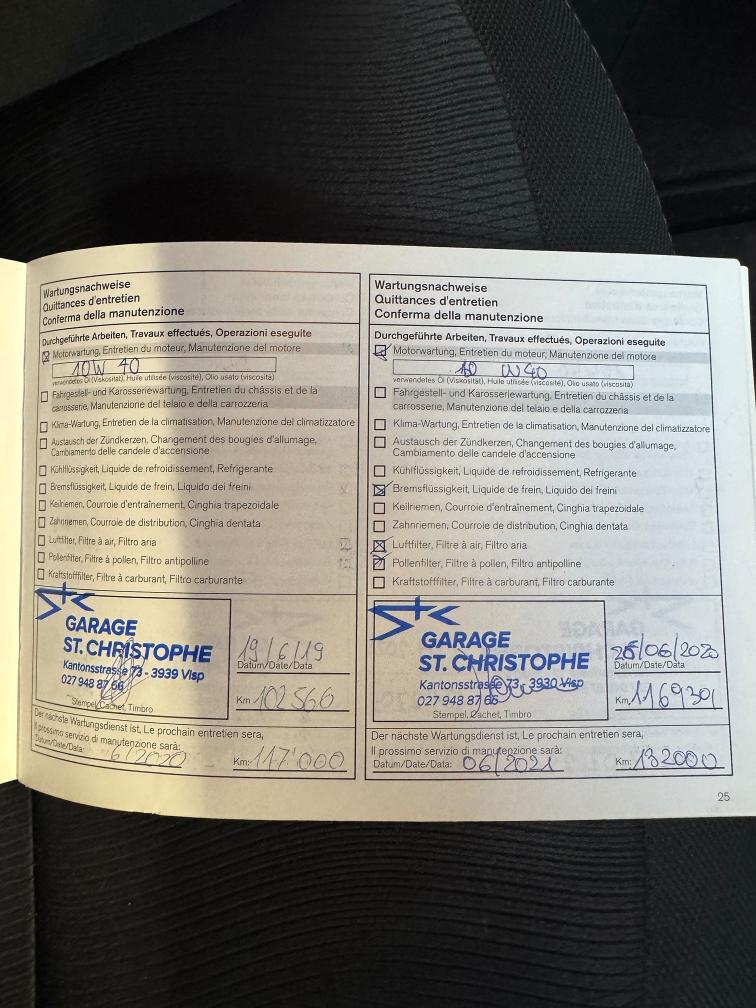 Wartungsnachweise
Quittances d'entretien
Conferma della manutenzione
Durchgeführte Arbeiten, Travaux effectués, Operazioni eseguite
Motorwartung, Entretien du moteur, Manutenzione del motore
10W 40
verwendetes Öl (Viskosität), Huile utilisée (viscosité), Olio usato (viscosità)
Fahrgestell- und Karosseriewartung, Entretien du châssis et de la
carrosserie, Manutenzione del telaio e della carrozzeria
Klima-Wartung, Entretien de la climatisation, Manutenzione del climatizzatore
Austausch der Zündkerzen, Changement des bougies d'allumage,
Cambiamento delle candele d'accensione
Kühlflüssigkeit, Liquide de refroidissement, Refrigerante
Bremsflüssigkeit, Liquide de frein, Liquido dei freini
Keilriemen, Courroie d'entraînement, Cinghia trapezoidale
Zahnriemen, Courroie de distribution, Cinghia dentata
Luftfilter, Filtre à air, Filtro aria
Pollenfilter, Filtre à pollen, Filtro antipolline
Kraftstofffilter, Filtre à carburant, Filtro carburante
GARAGE
ST. CHRISTOPHE
Kantonsstrasse 73 - 3939 Visp
027 948 87 66
Stempel, Cachet, Timbro
19/6/19
Datum/Date/Data
Km 102566
Der nächste Wartungsdienst ist, Le prochain entretien sera,
Il prossimo servizio di manutenzione sarà:
Datum/Date/Data: 6/2020 Km: 117'000
Wartungsnachweise
Quittances d'entretien
Conferma della manutenzione
Durchgeführte Arbeiten, Travaux effectués, Operazioni eseguite
Motorwartung, Entretien du moteur, Manutenzione del motore
10 W40
verwendetes Öl (Viskosität), Huile utilisée (viscosité), Olio usato (viscosità)
Fahrgestell- und Karosseriewartung, Entretien du châssis et de la
carrosserie, Manutenzione del telaio e della carrozzeria
Klima-Wartung, Entretien de la climatisation, Manutenzione del climatizzatore
Austausch der Zündkerzen, Changement des bougies d'allumage,
Cambiamento delle candele d'accensione
Kühlflüssigkeit, Liquide de refroidissement, Refrigerante
Bremsflüssigkeit, Liquide de frein, Liquido dei freini
Keilriemen, Courroie d'entraînement, Cinghia trapezoidale
Zahnriemen, Courroie de distribution, Cinghia dentata
Luftfilter, Filtre à air, Filtro aria
Pollenfilter, Filtre à pollen, Filtro antipolline
Kraftstofffilter, Filtre à carburant, Filtro carburante
GARAGE
ST. CHRISTOPHE
Kantonsstrasse 73 - 3930 Visp
027 948 87 66
Stempel, Cachet, Timbro
26/06/2020
Datum/Date/Data
Km 116930
Der nächste Wartungsdienst ist, Le prochain entretien sera,
Il prossimo servizio di manutenzione sarà:
Datum/Date/Data: 06/2021 Km: 132000
25